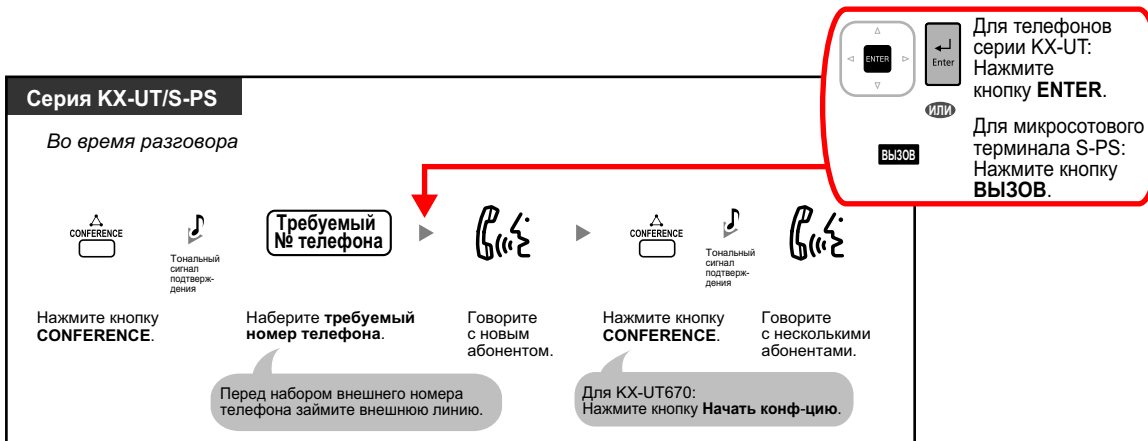 Для телефонов
серии KX-UT:
Нажмите
кнопку ENTER.
ENTER
Enter
ИЛИ
Для микросотового
терминала S-PS:
Нажмите кнопку
ВЫЗОВ.
ВЫЗОВ
Серия KX-UT/S-PS
Во время разговора
CONFERENCE
Тональный
сигнал
подтверж-
дения
Требуемый
№ телефона
CONFERENCE
Тональный
сигнал
подтверж-
дения
Нажмите кнопку
CONFERENCE.
Наберите требуемый
номер телефона.
Говорите
с новым
абонентом.
Нажмите кнопку
CONFERENCE.
Говорите
с несколькими
абонентами.
Перед набором внешнего номера
телефона займите внешнюю линию.
Для KX-UT670:
Нажмите кнопку Начать конф-цию.